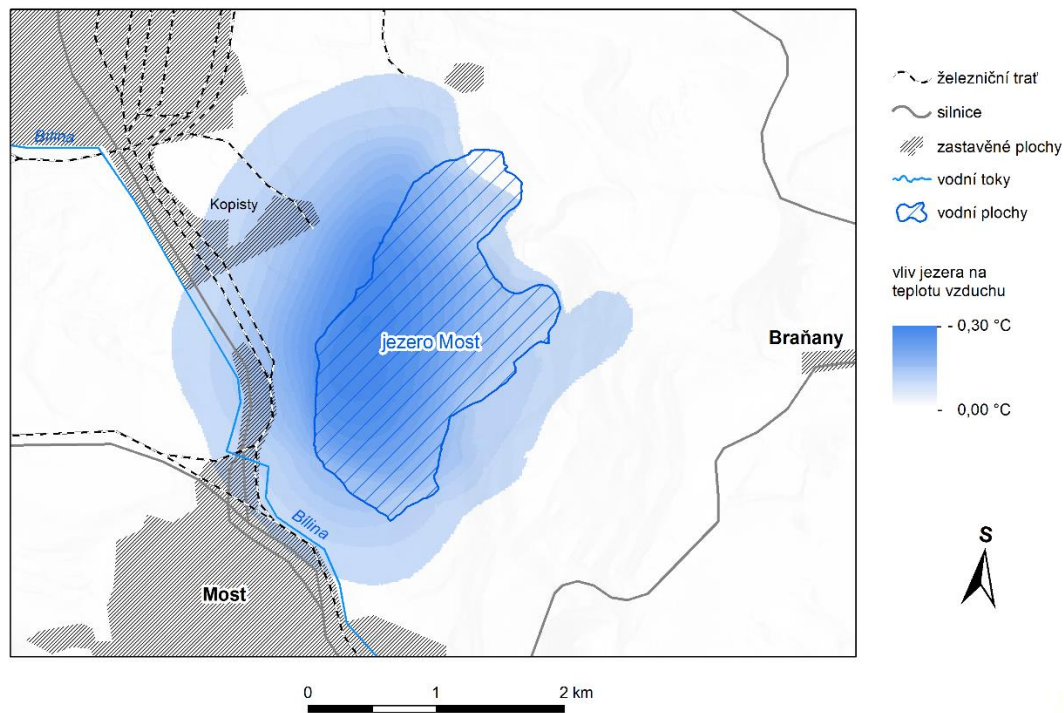 Bílina
Kopisty
jezero Most
Braňany
Bílina
Most
železniční trať
silnice
zastavěné plochy
vodní toky
vodní plochy
vliv jezera na
teplotu vzduchu
- 0,30 °C
- 0,00 °C
S
0 1 2 km